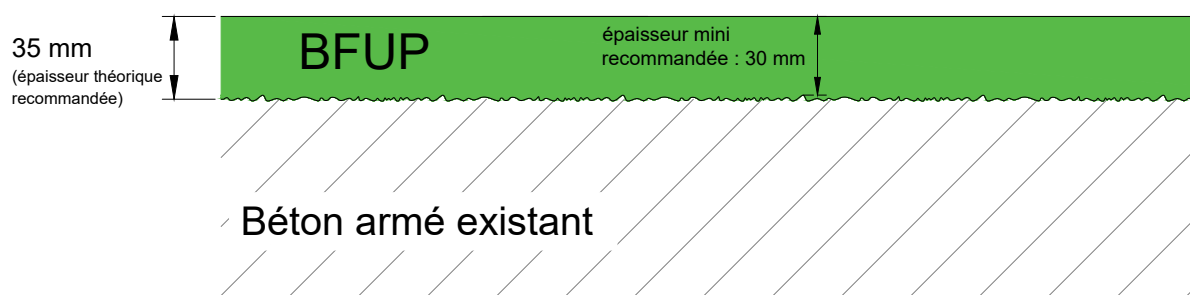 35 mm
(épaisseur théorique
recommandée)
BFUP
épaisseur mini
recommandée : 30 mm
Béton armé existant